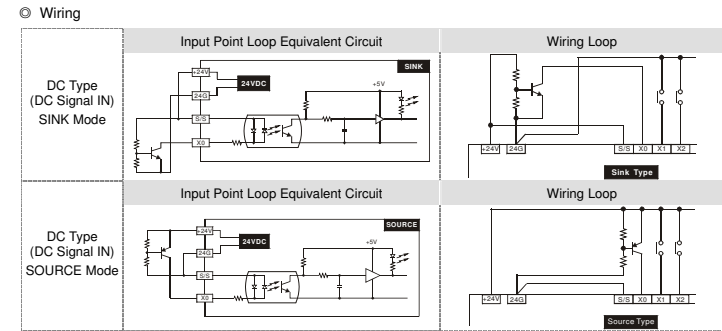 ◎ Wiring
Input Point Loop Equivalent Circuit
Wiring Loop
DC Type
(DC Signal IN)
SINK Mode
+24V
24G
S/S
X0
24VDC
SINK
+5V
+24V
24G
S/S
X0
X1
X2
Sink Type
Input Point Loop Equivalent Circuit
Wiring Loop
DC Type
(DC Signal IN)
SOURCE Mode
+24V
24G
S/S
X0
24VDC
SOURCE
+5V
+24V
24G
S/S
X0
X1
X2
Source Type